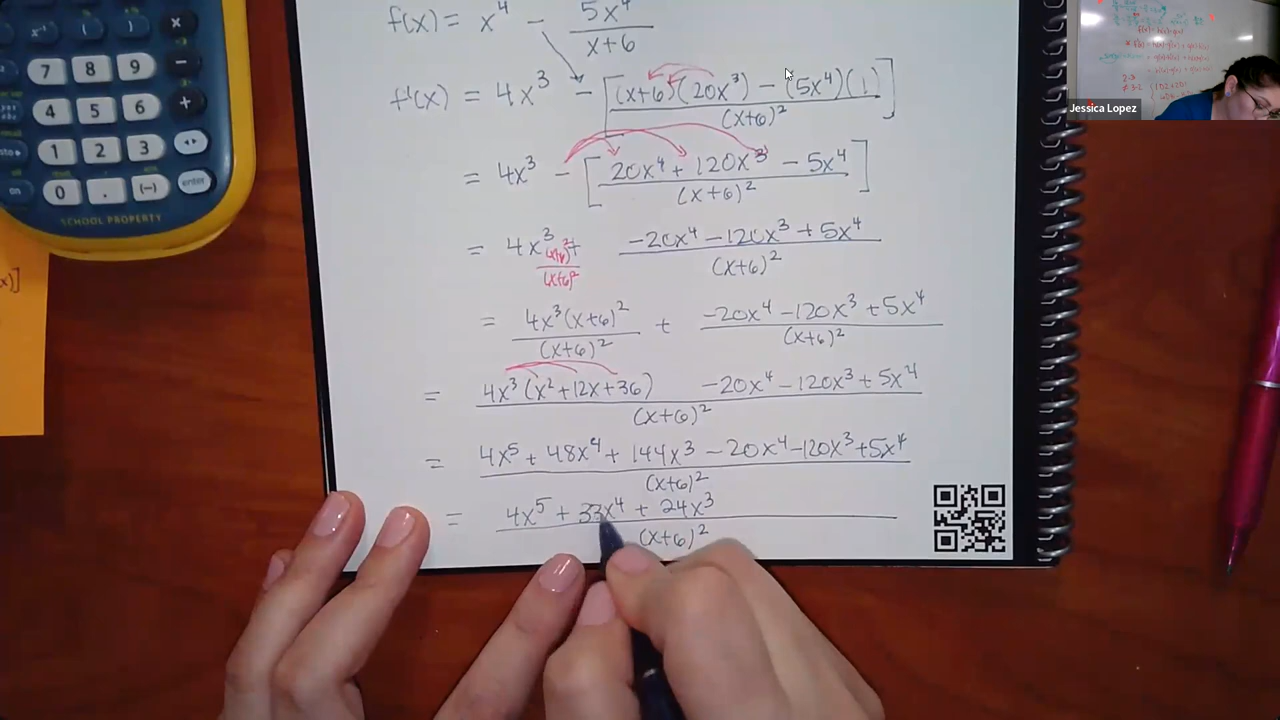 f(x) = x⁴ - 5x⁴/(x+6)
f'(x) = 4x³ - [(x+6)(20x³) - (5x⁴)(1)]/(x+6)²
= 4x³ - [20x⁴ + 120x³ - 5x⁴]/(x+6)²
= 4x³ (x+6)²/(x+6)² + (-20x⁴ - 120x³ + 5x⁴)/(x+6)²
= 4x³(x+6)²/(x+6)² + (-20x⁴ - 120x³ + 5x⁴)/(x+6)²
= (4x³(x² + 12x + 36) -20x⁴ - 120x³ + 5x⁴)/(x+6)²
= (4x⁵ + 48x⁴ + 144x³ - 20x⁴ - 120x³ + 5x⁴)/(x+6)²
= (4x⁵ + 33x⁴ + 24x³)/(x+6)²
7 8 9 −
4 5 6 +
1 2 3
0 . (−)
on
SCHOOL PROPERTY
x)]
Jessica Lopez